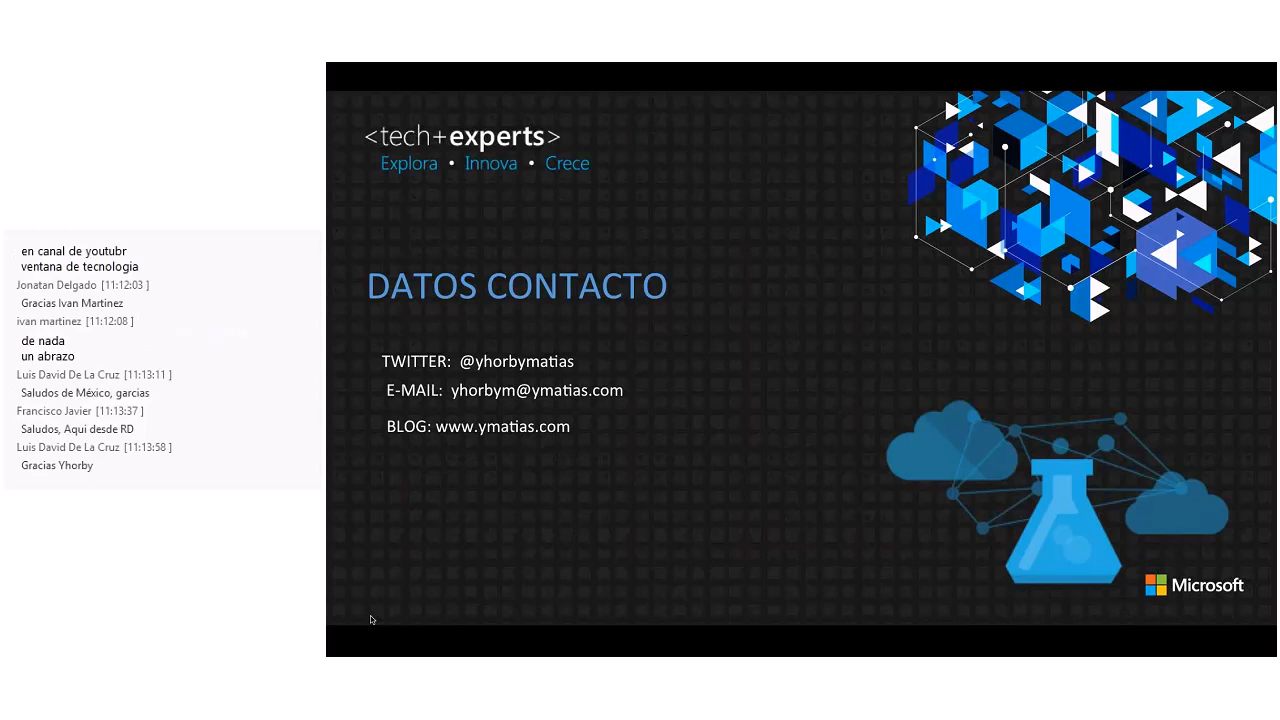 en canal de youtubr
ventana de tecnologia
Jonatan Delgado [11:12:03 ]
Gracias Ivan Martinez
ivan martinez [11:12:08 ]
de nada
un abrazo
Luis David De La Cruz [11:13:11 ]
Saludos de México, garcias
Francisco Javier [11:13:37 ]
Saludos, Aqui desde RD
Luis David De La Cruz [11:13:58 ]
Gracias Yhorby
<tech+experts>
Explora • Innova • Crece
DATOS CONTACTO
TWITTER: @yhorbymatias
E-MAIL: yhorbym@ymatias.com
BLOG: www.ymatias.com
Microsoft